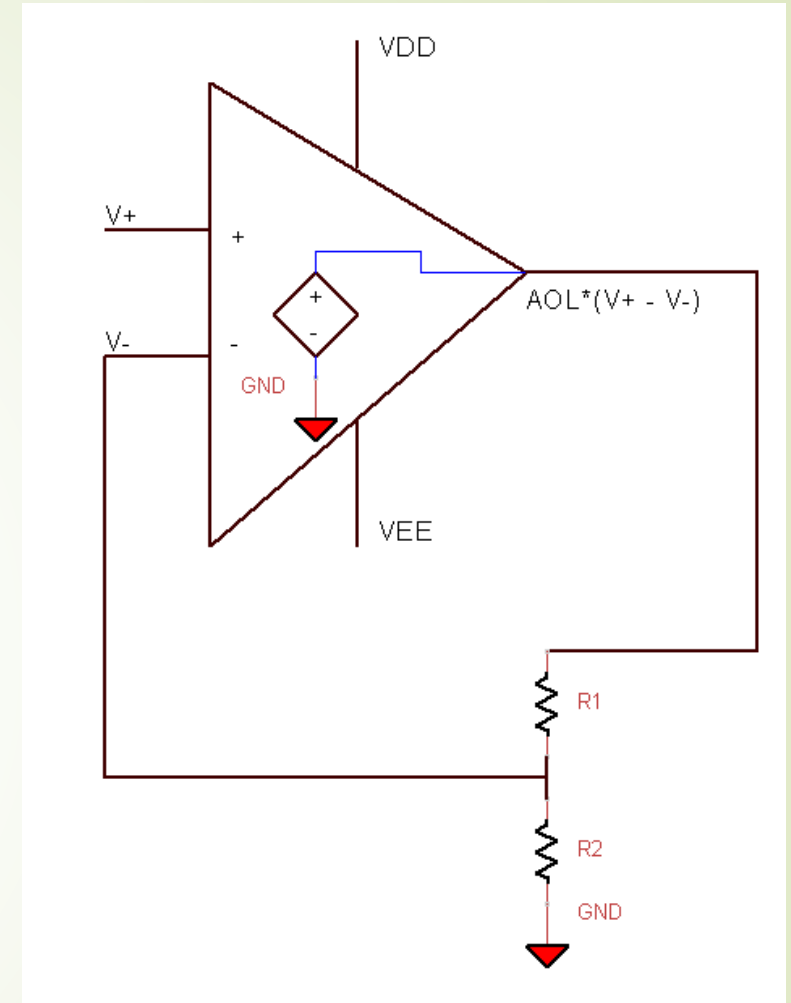 VDD
V+
+
+
AOL*(V+ - V-)
-
V-
-
GND
VEE
R1
R2
GND